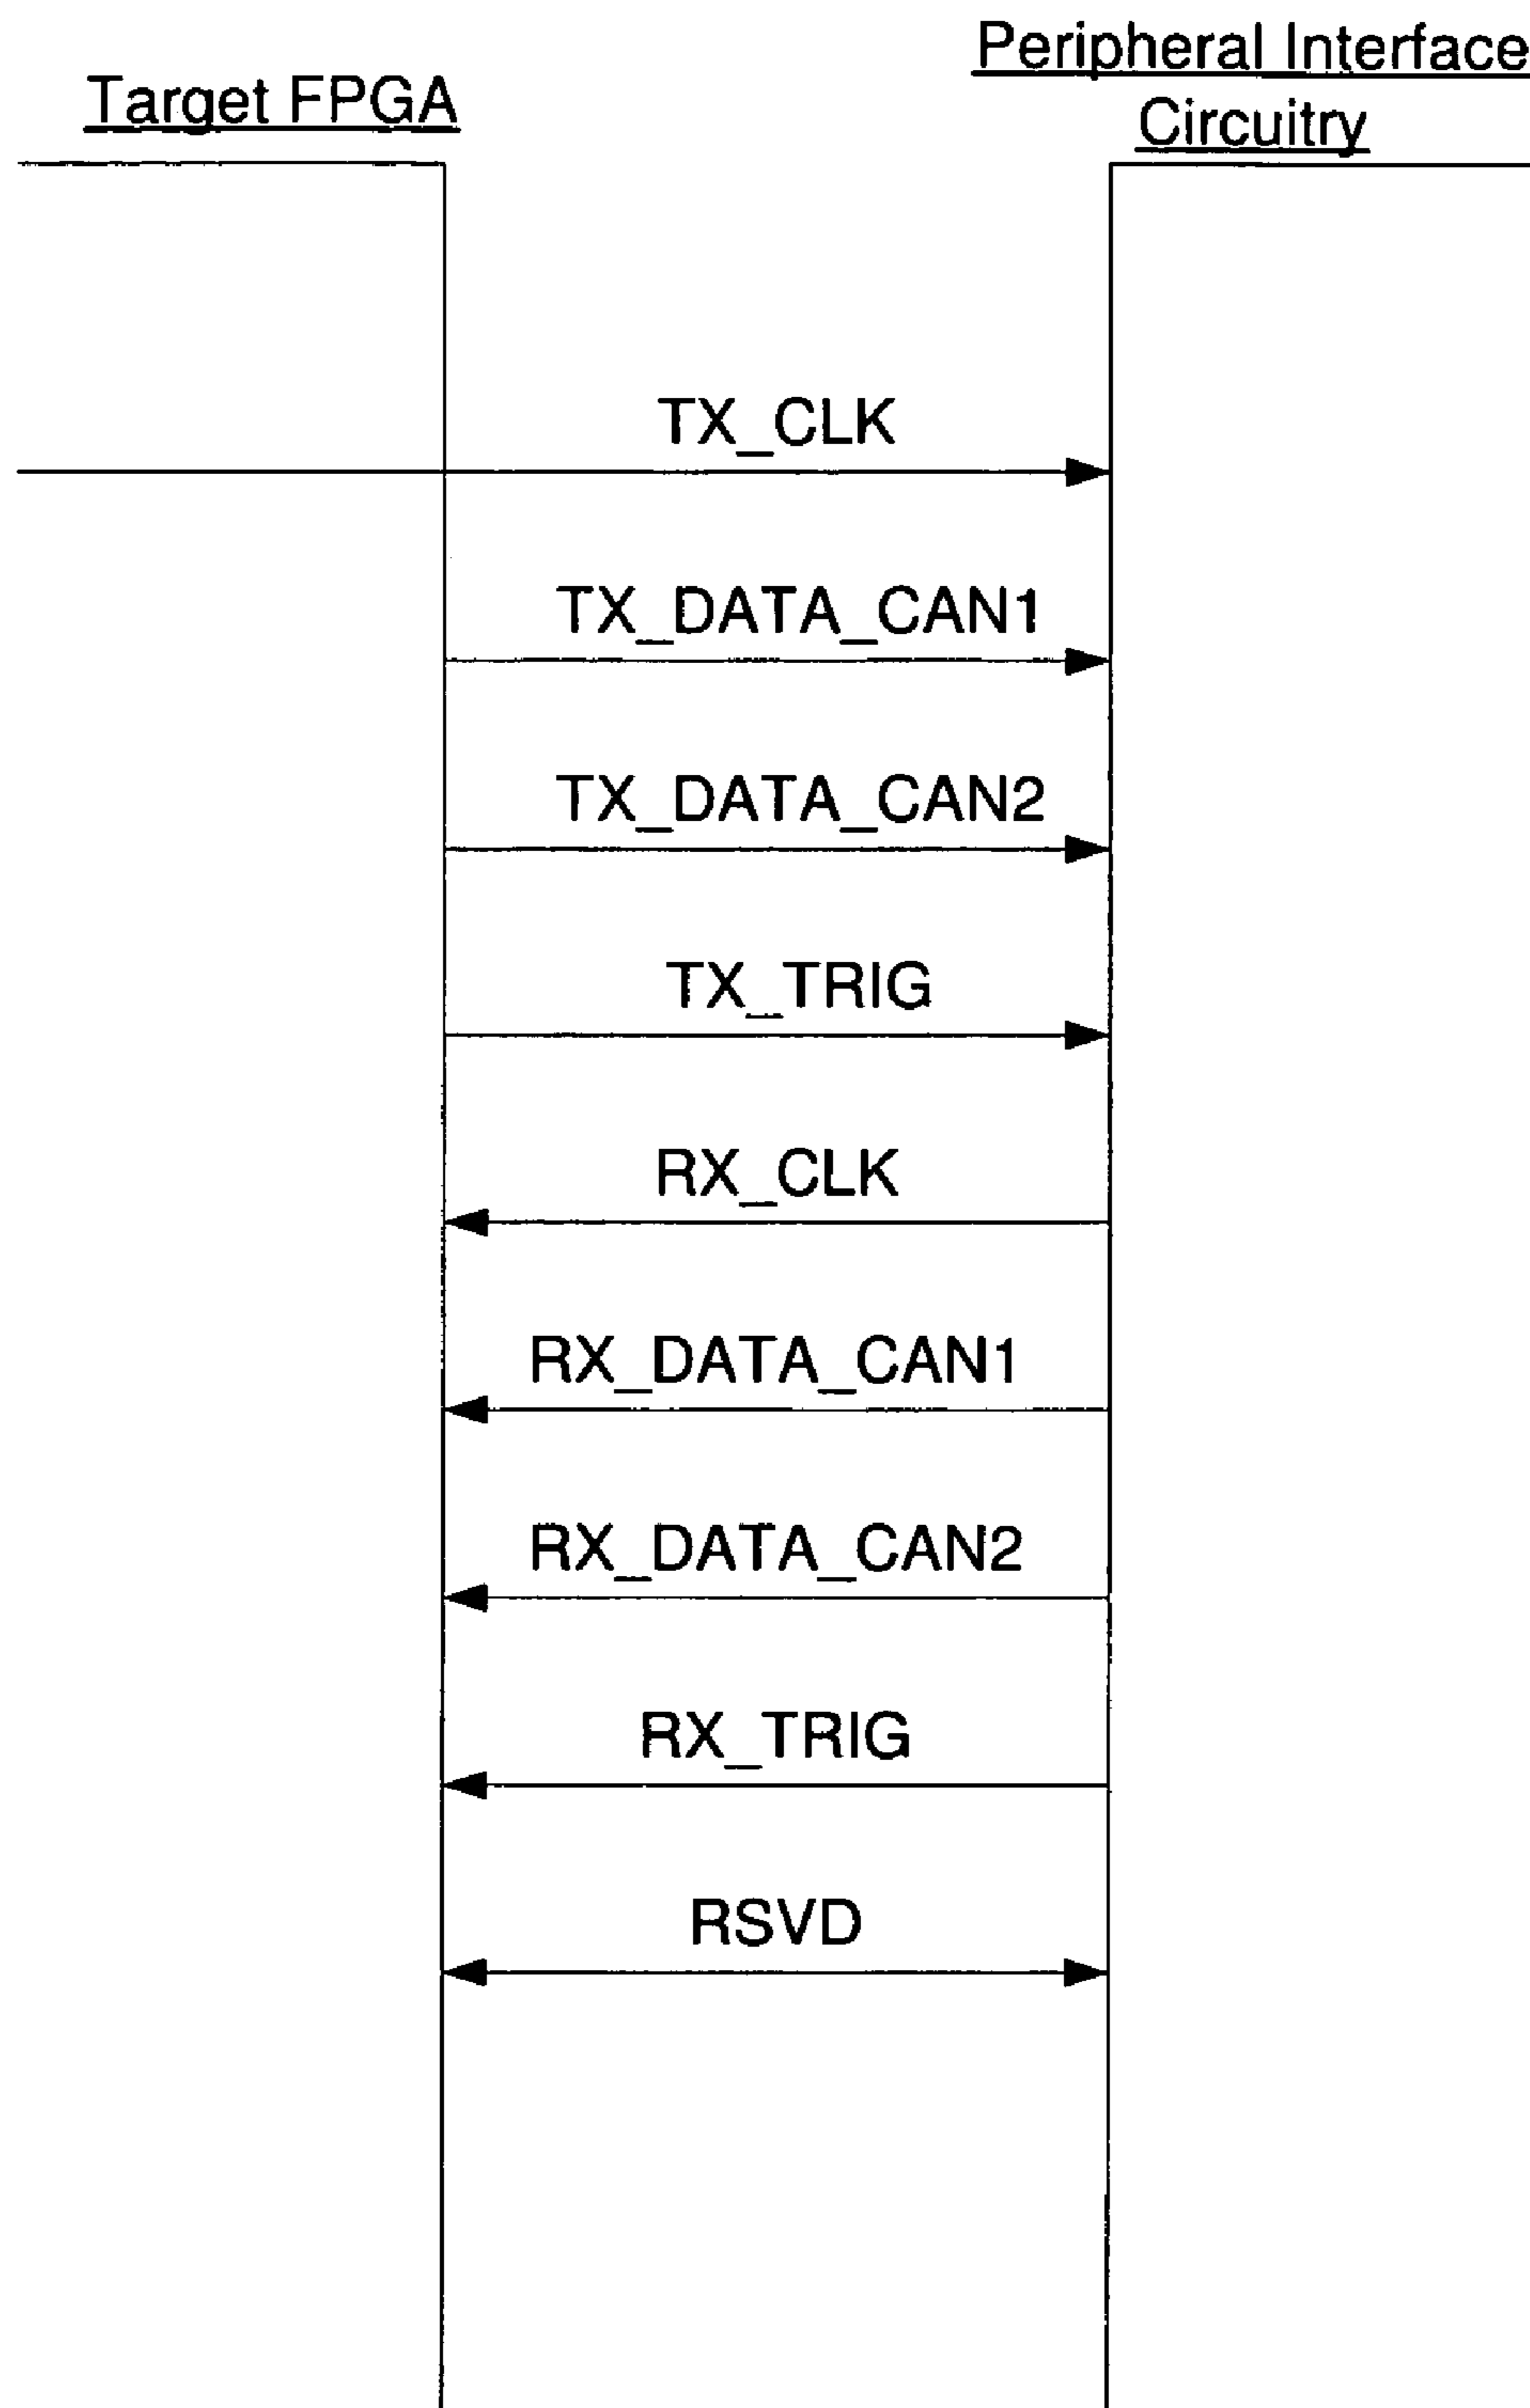 Target FPGA
Peripheral Interface
Circuitry
TX_CLK
TX_DATA_CAN1
TX_DATA_CAN2
TX_TRIG
RX_CLK
RX_DATA_CAN1
RX_DATA_CAN2
RX_TRIG
RSVD